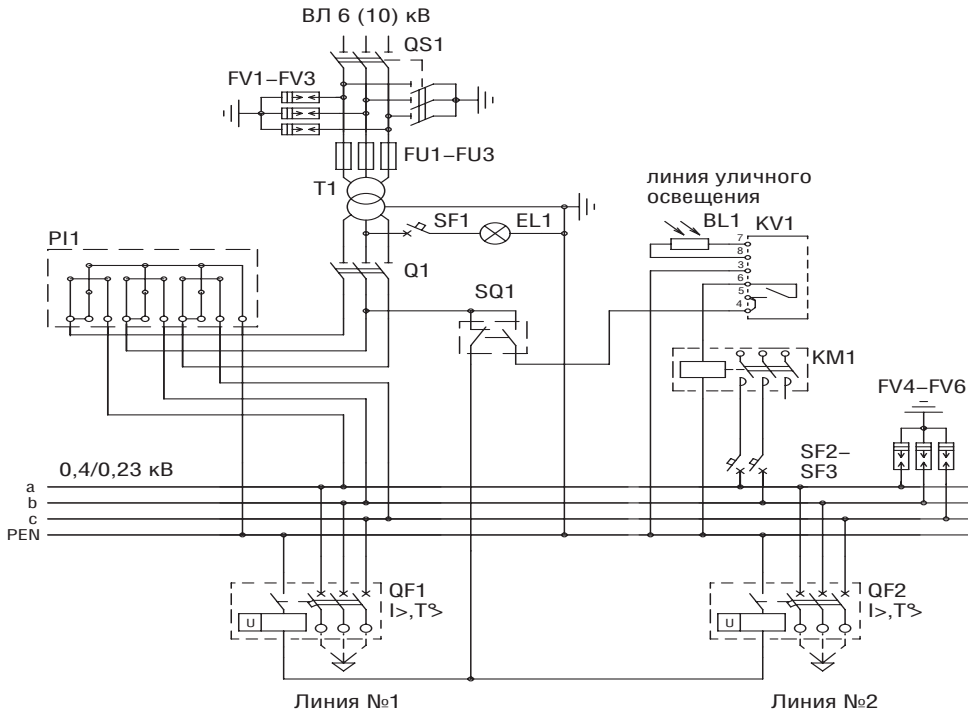 ВЛ 6 (10) кВ
QS1
FV1–FV3
FU1–FU3
T1
линия уличного
освещения
SF1
EL1
BL1
KV1
7
8
3
6
5
4
PI1
Q1
SQ1
KM1
FV4–FV6
0,4/0,23 кВ
SF2–
SF3
a
b
c
PEN
QF1
I>,T°>
U
QF2
I>,T°>
U
Линия №1
Линия №2